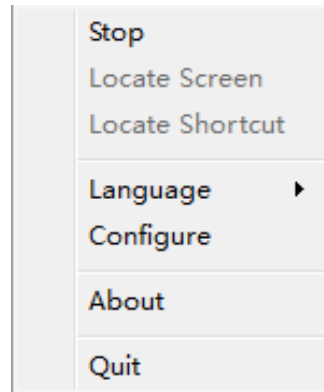 Stop
Locate Screen
Locate Shortcut
Language
Configure
About
Quit